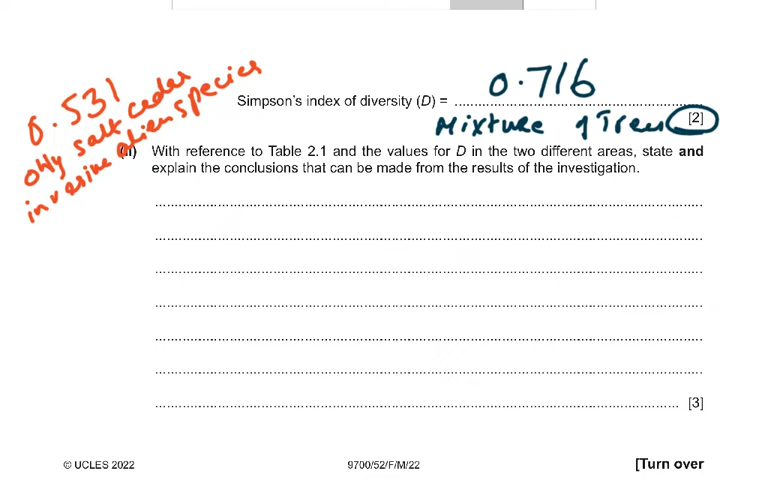 0.531
only salt ceder
invasive alien species
Simpson's index of diversity (D) = ........ 0.716
[2]
Mixture of Trees
(ii) With reference to Table 2.1 and the values for D in the two different areas, state and
explain the conclusions that can be made from the results of the investigation.
[3]
© UCLES 2022
9700/52/F/M/22
[Turn over